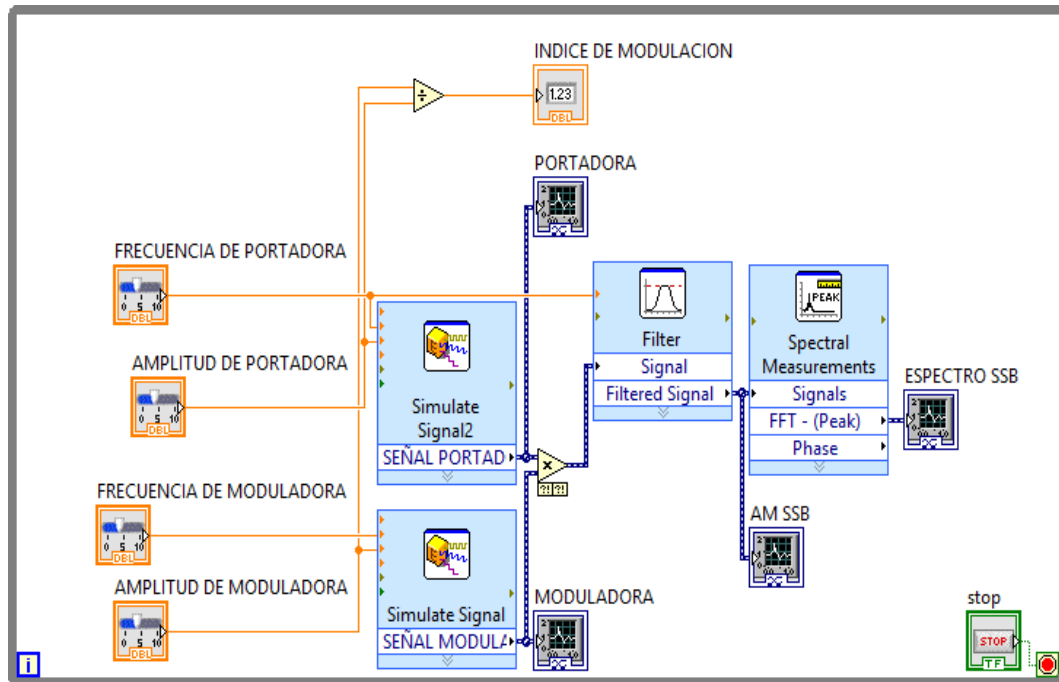 INDICE DE MODULACION
1.23
DBL
PORTADORA
FRECUENCIA DE PORTADORA
0 5 10
DBL
AMPLITUD DE PORTADORA
0 5 10
DBL
Filter
Signal
Filtered Signal
PEAK
Spectral
Measurements
Signals
FFT - (Peak)
Phase
ESPECTRO SSB
Simulate
Signal2
SEÑAL PORTAD
FRECUENCIA DE MODULADORA
0 5 10
DBL
AM SSB
AMPLITUD DE MODULADORA
0 5 10
DBL
Simulate Signal
SEÑAL MODULA
MODULADORA
stop
STOP
TF
i